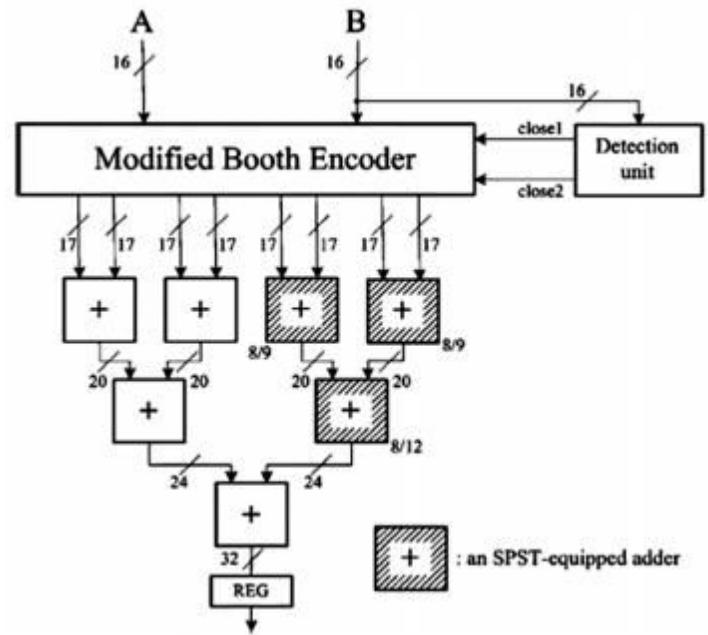 A B
16 16 16
close1
Modified Booth Encoder
Detection
unit
close2
17 17 17 17 17 17 17 17
+ + + +
8/9 8/9
20 20 20 20
+ +
8/12
24 24
+
32
REG
+ : an SPST-equipped adder